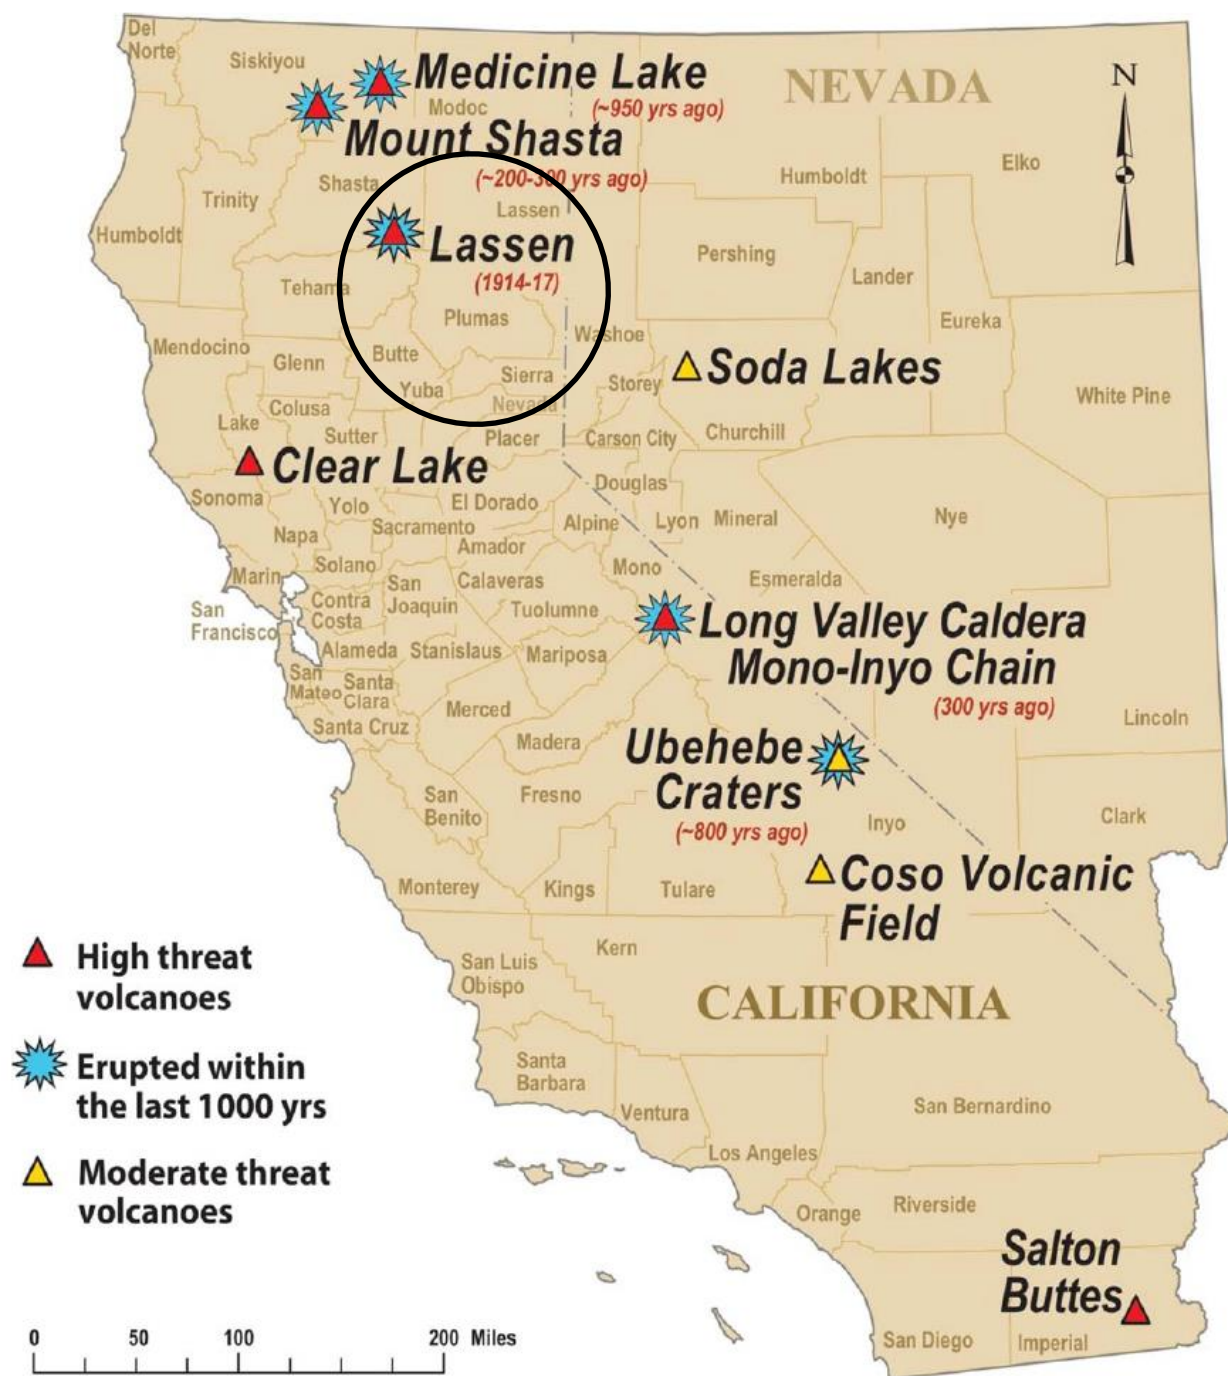 Del
Norte
Siskiyou
Medicine Lake
(~950 yrs ago)
Modoc
NEVADA
N
Mount Shasta
(~200-300 yrs ago)
Shasta
Trinity
Humboldt
Lassen
Lassen
(1914-17)
Tehama
Plumas
Humboldt
Elko
Pershing
Lander
Eureka
Washoe
Mendocino
Glenn
Butte
Yuba
Sierra
Nevada
Storey
Soda Lakes
White Pine
Lake
Colusa
Sutter
Placer
Carson City
Churchill
Clear Lake
Sonoma
Yolo
El Dorado
Douglas
Napa
Sacramento
Amador
Alpine
Lyon
Mineral
Nye
Marin
Solano
Calaveras
Mono
Esmeralda
San
Francisco
Contra
Costa
San
Joaquin
Tuolumne
Long Valley Caldera
Mono-Inyo Chain
(300 yrs ago)
Alameda
Stanislaus
Mariposa
San
Mateo
Santa
Clara
Santa Cruz
Merced
Madera
Lincoln
Ubehebe
Craters
(~800 yrs ago)
San
Benito
Fresno
Inyo
Clark
Monterey
Kings
Tulare
Coso Volcanic
Field
San Luis
Obispo
Kern
CALIFORNIA
Santa
Barbara
Ventura
Los Angeles
San Bernardino
Orange
Riverside
Salton
Buttes
San Diego
Imperial
High threat
volcanoes
Erupted within
the last 1000 yrs
Moderate threat
volcanoes
0 50 100 200 Miles